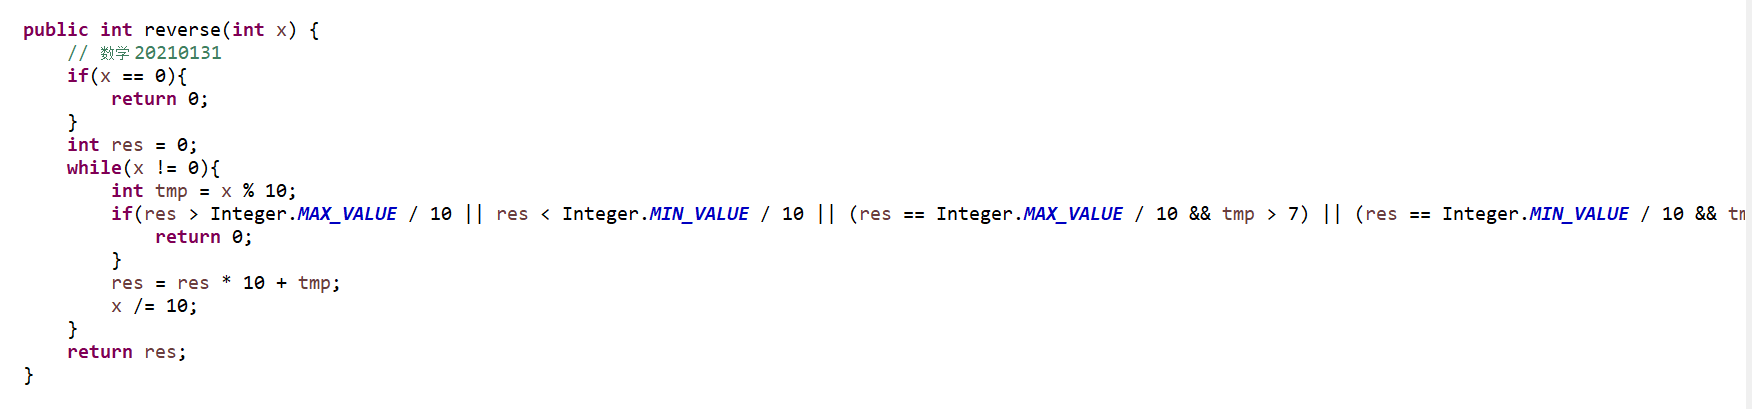 public int reverse(int x) {
// 数学 20210131
if(x == 0){
return 0;
}
int res = 0;
while(x != 0){
int tmp = x % 10;
if(res > Integer.MAX_VALUE / 10 || res < Integer.MIN_VALUE / 10 || (res == Integer.MAX_VALUE / 10 && tmp > 7) || (res == Integer.MIN_VALUE / 10 &&
return 0;
}
res = res * 10 + tmp;
x /= 10;
}
return res;
}